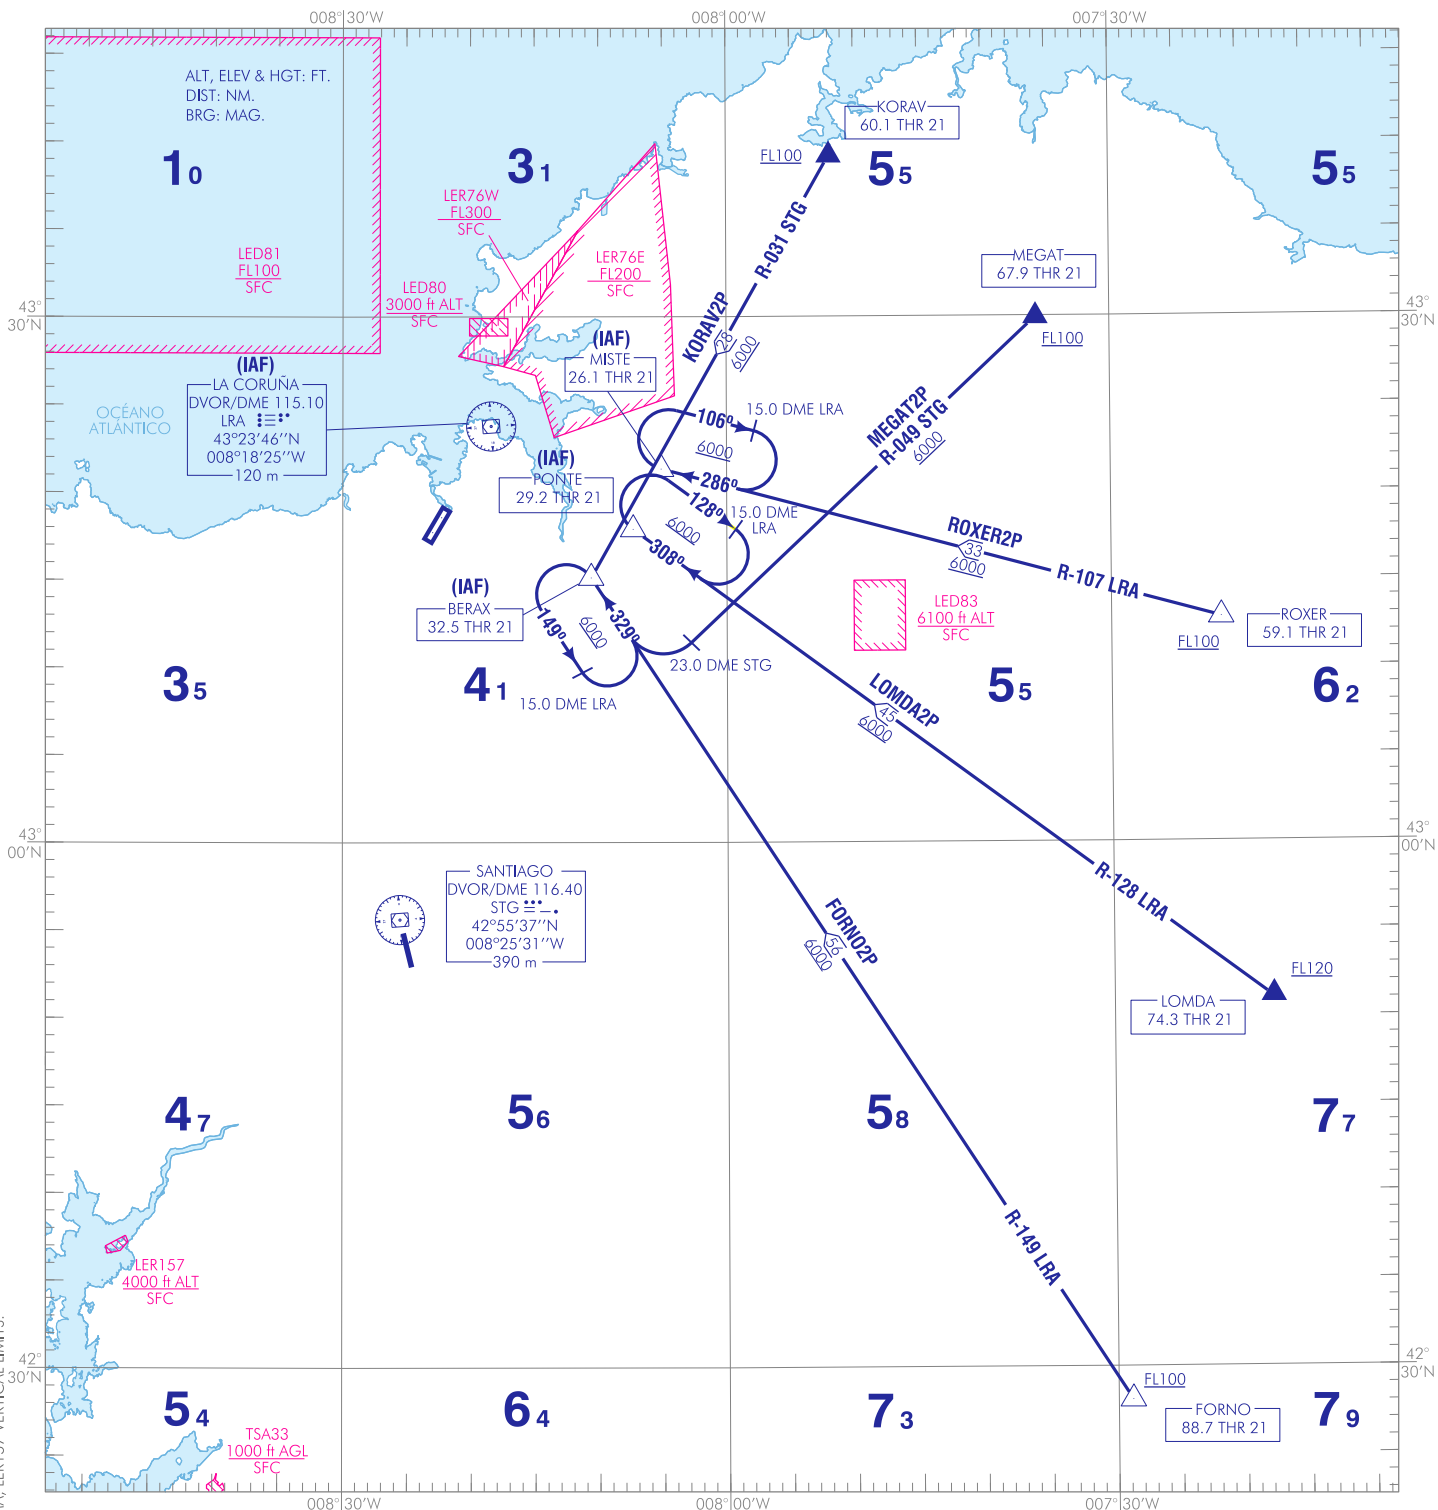 008°30'W
008°00'W
007°30'W
ALT, ELEV & HGT: FT.
DIST: NM.
BRG: MAG.
KORAV
60.1 THR 21
FL100
10
31
55
55
LER76W
FL300
SFC
R-031 STG
LED81
FL100
SFC
LER76E
FL200
SFC
MEGAT
67.9 THR 21
LED80
3000 ft ALT
SFC
43°
30'N
43°
30'N
KORAV2P
28
6000
FL100
(IAF)
MISTE
26.1 THR 21
(IAF)
LA CORUÑA
DVOR/DME 115.10
LRA
43°23'46''N
008°18'25''W
120 m
OCÉANO
ATLÁNTICO
MEGAT2P
R-049 STG
6000
106º
15.0 DME LRA
6000
286º
(IAF)
PONTE
29.2 THR 21
128º
15.0 DME
LRA
6000
308º
ROXER2P
33
6000
R-107 LRA
(IAF)
BERAX
32.5 THR 21
149º
6000
329º
LED83
6100 ft ALT
SFC
ROXER
59.1 THR 21
FL100
23.0 DME STG
15.0 DME LRA
35
41
55
62
LOMDA2P
45
6000
43°
00'N
43°
00'N
SANTIAGO
DVOR/DME 116.40
STG
42°55'37''N
008°25'31''W
390 m
R-128 LRA
FORNO2P
56
6000
FL120
LOMDA
74.3 THR 21
47
56
58
77
R-149 LRA
LER157
4000 ft ALT
SFC
42°
30'N
42°
30'N
FL100
FORNO
88.7 THR 21
54
64
73
79
TSA33
1000 ft AGL
SFC
008°30'W
008°00'W
007°30'W